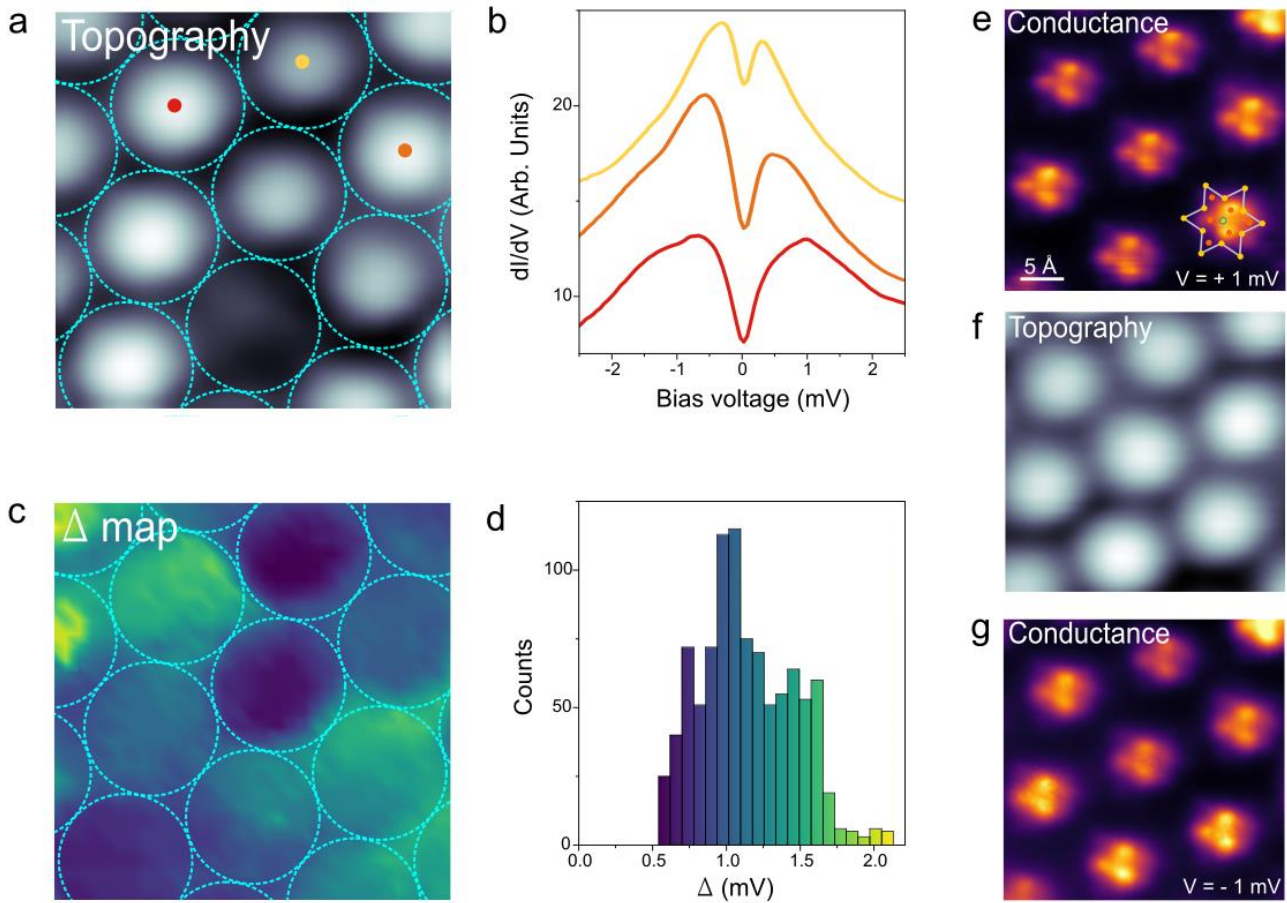 a
Topography
b
20
10
dI/dV (Arb. Units)
-2
-1
0
1
2
Bias voltage (mV)
c
Δ map
d
100
50
0
Counts
0.0
0.5
1.0
1.5
2.0
Δ (mV)
e
Conductance
5 Å
V = + 1 mV
f
Topography
g
Conductance
V = - 1 mV